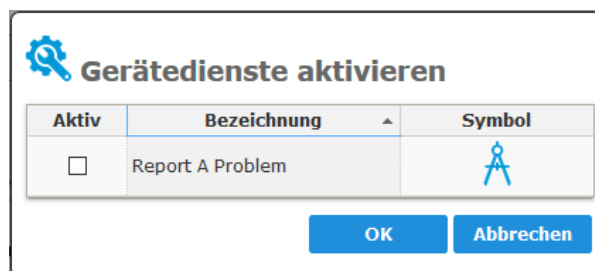 Gerätedienste aktivieren
Aktiv Bezeichnung Symbol
Report A Problem
OK Abbrechen